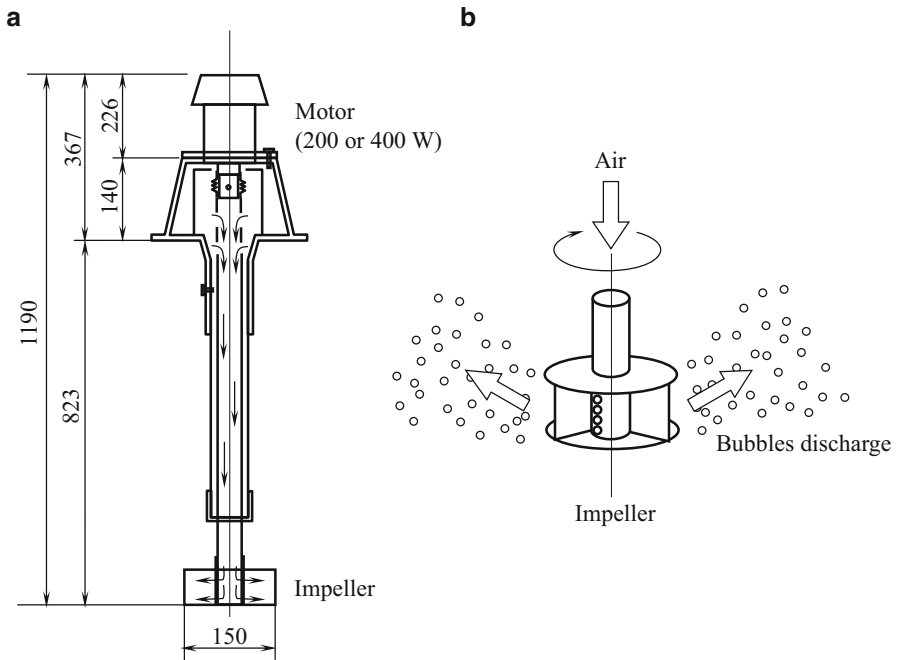 a
b
1190
367
226
140
823
150
Motor
(200 or 400 W)
Impeller
Air
Bubbles discharge
Impeller